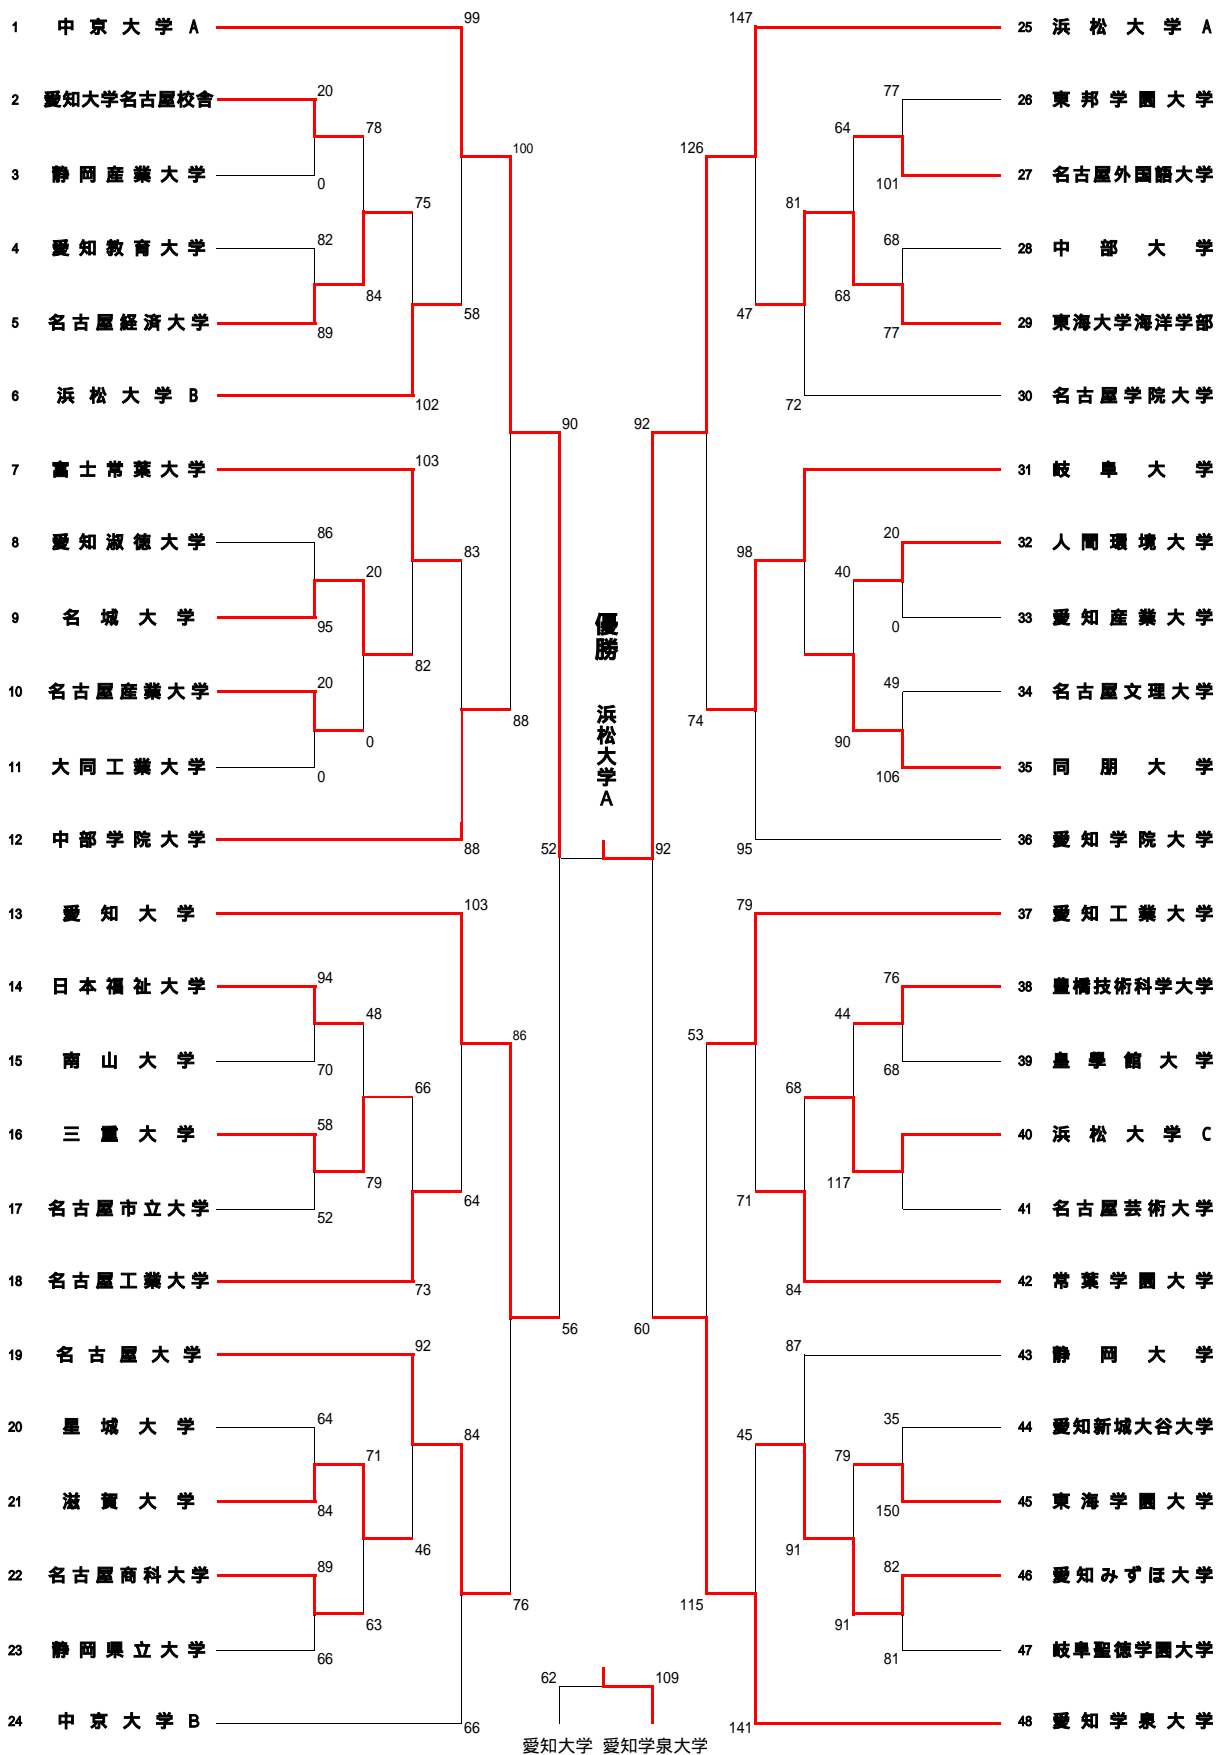 1 中京大学A 99
2 愛知大学名古屋校舎 20
78
3 静岡産業大学 0
100
75
4 愛知教育大学 82
84
5 名古屋経済大学 89
58
6 浜松大学B 102
90
7 富士常葉大学 103
8 愛知淑徳大学 86
83
20
9 名城大学 95
82
10 名古屋産業大学 20
88
0
11 大同工業大学 0
12 中部学院大学 88
52
13 愛知大学 103
14 日本福祉大学 94
48
86
15 南山大学 70
66
16 三重大学 58
79
64
17 名古屋市立大学 52
18 名古屋工業大学 73
56
19 名古屋大学 92
20 星城大学 64
84
71
21 滋賀大学 84
46
22 名古屋商科大学 89
76
63
23 静岡県立大学 66
24 中京大学B 66
優勝 浜松大学A
147 25 浜松大学A
77 26 東邦学園大学
64
126
101 27 名古屋外国語大学
81
68 28 中部大学
68
47
77 29 東海大学海洋学部
72 30 名古屋学院大学
92
31 岐阜大学
20 32 人間環境大学
98
40
0 33 愛知産業大学
49 34 名古屋文理大学
74
90
106 35 同朋大学
95 36 愛知学院大学
92
79 37 愛知工業大学
76 38 豊橋技術科学大学
44
53
68 39 皇學館大学
68
40 浜松大学C
117
71
41 名古屋芸術大学
84 42 常葉学園大学
60
87 43 静岡大学
35 44 愛知新城大谷大学
45
79
150 45 東海学園大学
91
82 46 愛知みずほ大学
115
91
81 47 岐阜聖徳学園大学
141 48 愛知学泉大学
62 109
愛知大学 愛知学泉大学